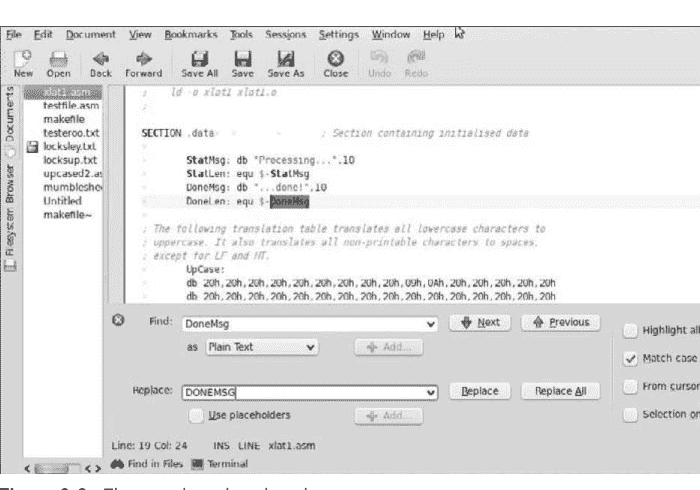 File Edit Document View Bookmarks Tools Sessions Settings Window Help
New Open Back Forward Save All Save Save As Close Undo Redo
Documents
Filesystem Browser
xlat1.asm
testfile.asm
makefile
testeroo.txt
locksley.txt
locksup.txt
upcased2.as
mumbleshe
Untitled
makefile~
; ld -o xlat1 xlat1.o
;
SECTION .data ; Section containing initialised data
StatMsg: db "Processing...",10
StatLen: equ $-StatMsg
DoneMsg: db "...done!",10
DoneLen: equ $-DoneMsg
; The following translation table translates all lowercase characters to
; uppercase. It also translates all non-printable characters to spaces,
; except for LF and HT.
UpCase:
db 20h,20h,20h,20h,20h,20h,20h,20h,20h,09h,0Ah,20h,20h,20h,20h,20h
db 20h,20h,20h,20h,20h,20h,20h,20h,20h,20h,20h,20h,20h,20h,20h,20h
Find: DoneMsg Next Previous
as Plain Text Add...
Replace: DONEMSG Replace Replace All
Use placeholders Add...
Highlight all
Match case
From cursor
Selection on
Line: 19 Col: 24 INS LINE xlat1.asm
Find in Files Terminal